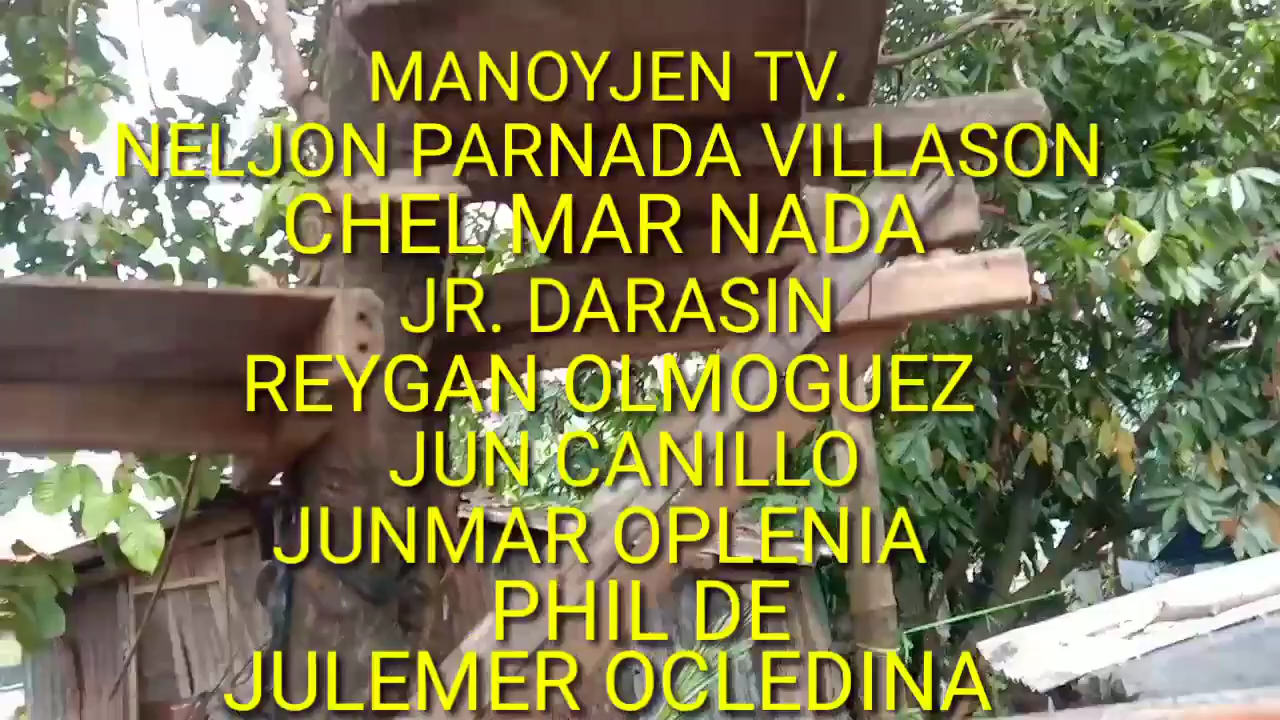 MANOYJEN TV.
NELJON PARNADA VILLASON
CHEL MAR NADA
JR. DARASIN
REYGAN OLMOGUEZ
JUN CANILLO
JUNMAR OPLENIA
PHIL DE
JULEMER OCLEDINA